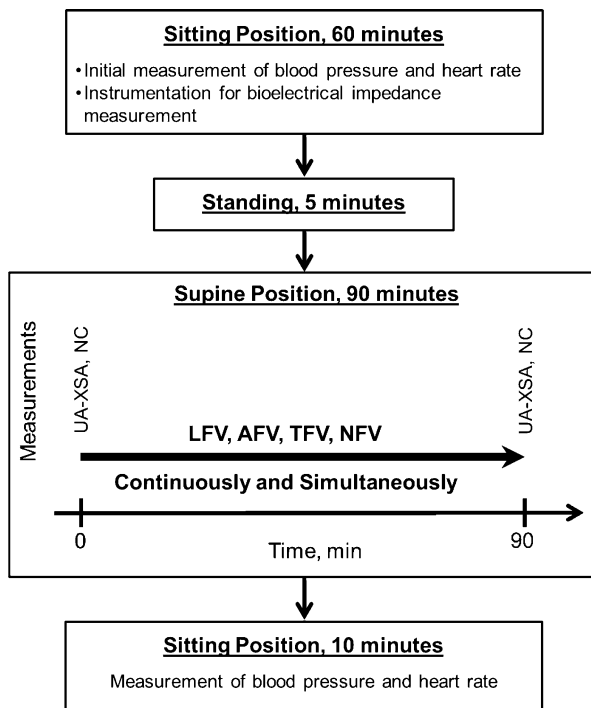 Sitting Position, 60 minutes
• Initial measurement of blood pressure and heart rate
• Instrumentation for bioelectrical impedance
measurement
Standing, 5 minutes
Supine Position, 90 minutes
Measurements
UA-XSA, NC
UA-XSA, NC
LFV, AFV, TFV, NFV
Continuously and Simultaneously
0
90
Time, min
Sitting Position, 10 minutes
Measurement of blood pressure and heart rate